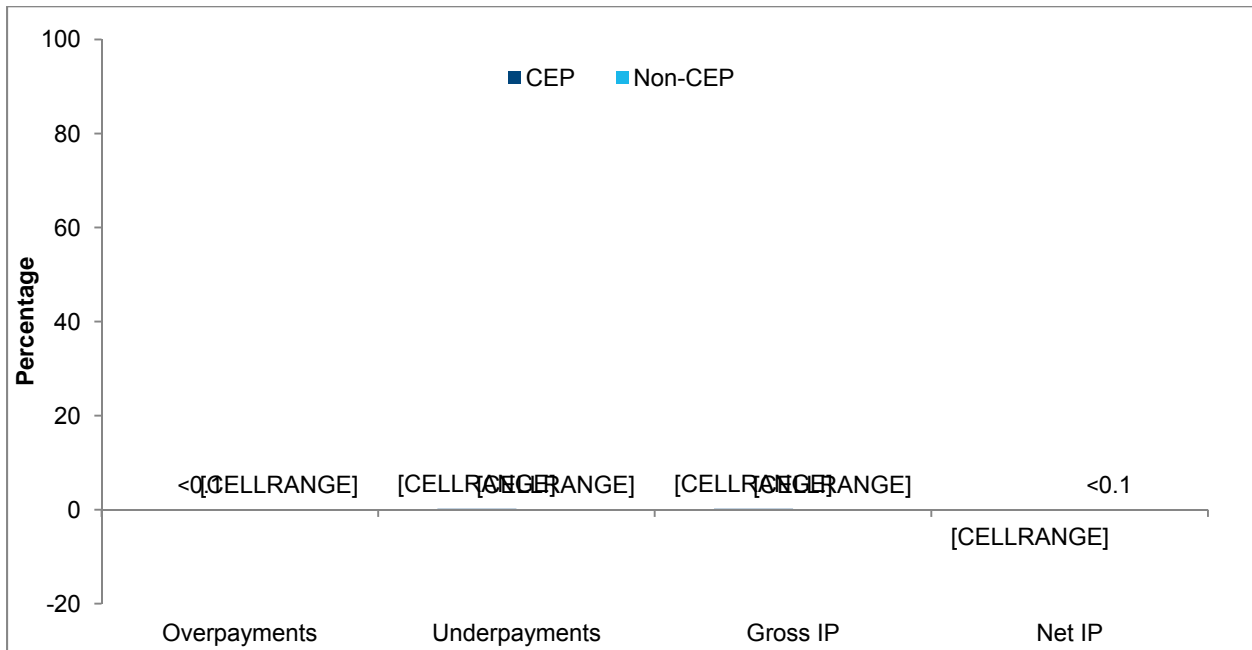 100
CEP Non-CEP
80
60
40
20
0
-20
Percentage
<0.1 [CELLRANGE] [CELLRANGE] [CELLRANGE] [CELLRANGE] [CELLRANGE] <0.1
[CELLRANGE]
Overpayments Underpayments Gross IP Net IP